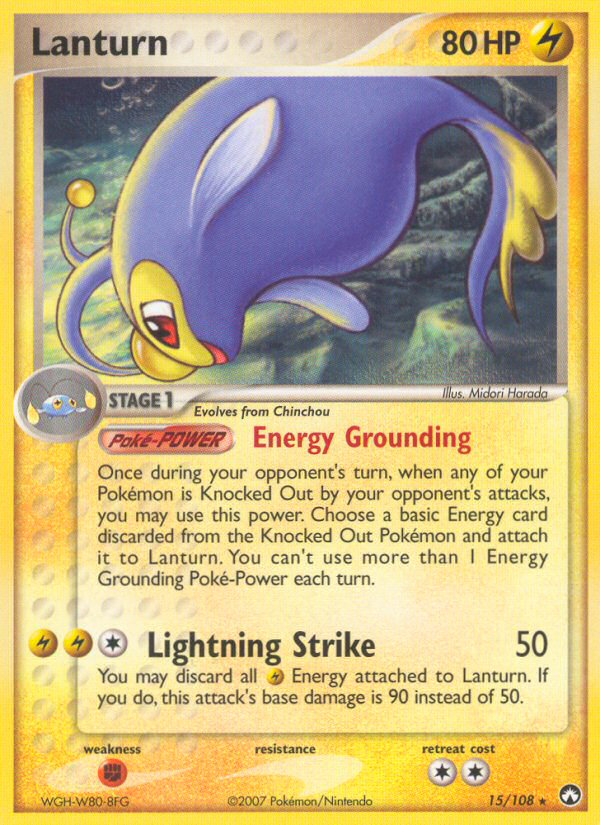 Lanturn
80 HP
Illus. Midori Harada
STAGE 1
Evolves from Chinchou
Poké-POWER Energy Grounding
Once during your opponent's turn, when any of your
Pokémon is Knocked Out by your opponent's attacks,
you may use this power. Choose a basic Energy card
discarded from the Knocked Out Pokémon and attach
it to Lanturn. You can't use more than 1 Energy
Grounding Poké-Power each turn.
Lightning Strike 50
You may discard all Energy attached to Lanturn. If
you do, this attack's base damage is 90 instead of 50.
weakness resistance retreat cost
WGH-W80-8FG ©2007 Pokémon/Nintendo 15/108 ★